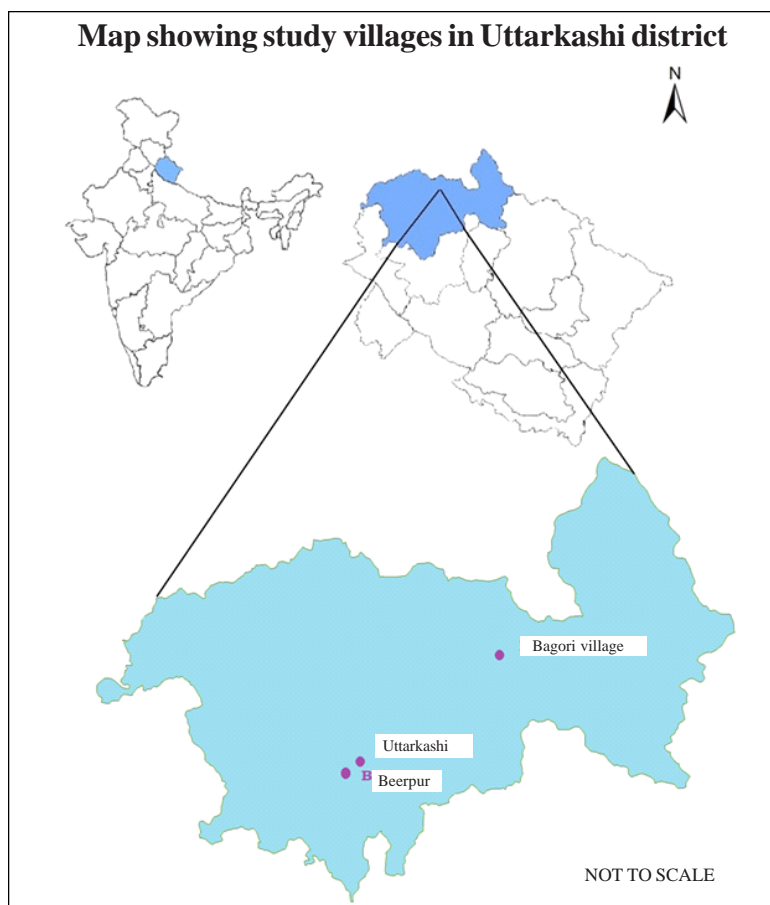 Map showing study villages in Uttarkashi district
N
Bagori village
Uttarkashi
B
Beerpur
NOT TO SCALE